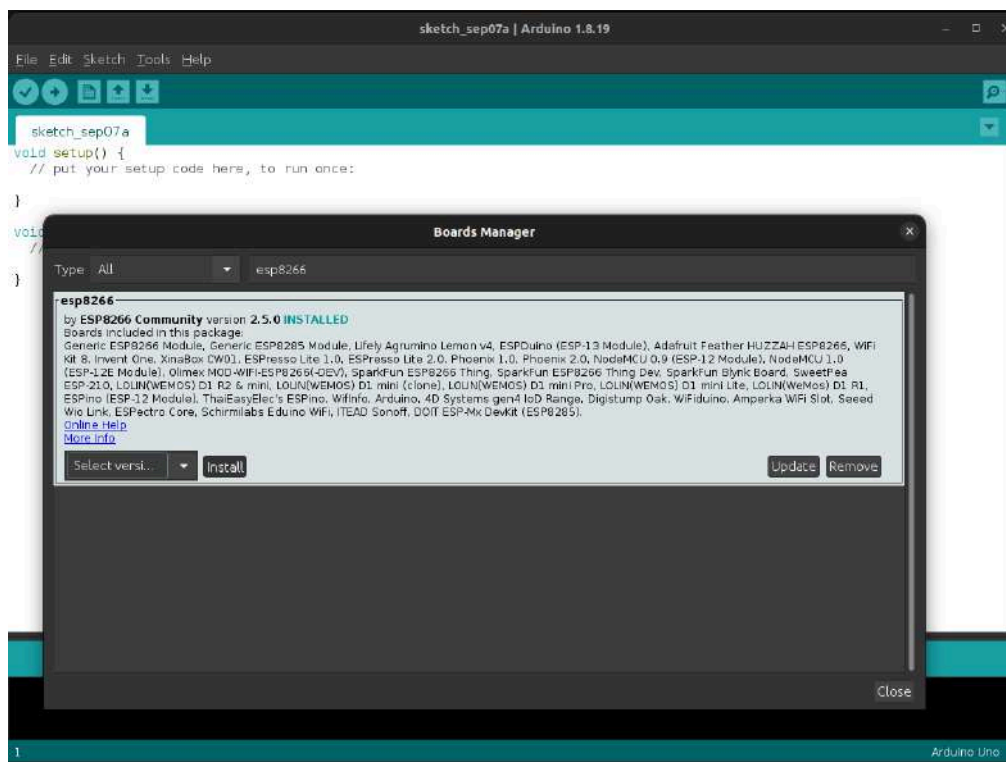 sketch_sep07a | Arduino 1.8.19
File Edit Sketch Tools Help
sketch_sep07a
void setup() {
// put your setup code here, to run once:
}
void
//
}
Boards Manager
Type All esp8266
esp8266
by ESP8266 Community version 2.5.0 INSTALLED
Boards included in this package:
Generic ESP8266 Module, Generic ESP8285 Module, Lifely Agrumino Lemon v4, ESPDuino (ESP-13 Module), Adafruit Feather HUZZAH ESP8266, WiFi
Kit 8, Invent One, XinaBox CW01, ESPresso Lite 1.0, ESPresso Lite 2.0, Phoenix 1.0, Phoenix 2.0, NodeMCU 0.9 (ESP-12 Module), NodeMCU 1.0
(ESP-12E Module), Olimex MOD-WIFI-ESP8266(-DEV), SparkFun ESP8266 Thing, SparkFun ESP8266 Thing Dev, SparkFun Blynk Board, SweetPea
ESP-210, LOLIN(WEMOS) D1 R2 & mini, LOLIN(WEMOS) D1 mini (clone), LOLIN(WEMOS) D1 mini Pro, LOLIN(WEMOS) D1 mini Lite, LOLIN(WeMos) D1 R1,
ESPino (ESP-12 Module), ThaiEasyElec's ESPino, WifInfo, Arduino, 4D Systems gen4 IoD Range, Digistump Oak, WiFiduino, Amperka WiFi Slot, Seeed
Wio Link, ESPectro Core, Schirmilabs Eduino WiFi, ITEAD Sonoff, DOIT ESP-Mx DevKit (ESP8285).
Online Help
More Info
Select versi... Install Update Remove
Close
1 Arduino Uno